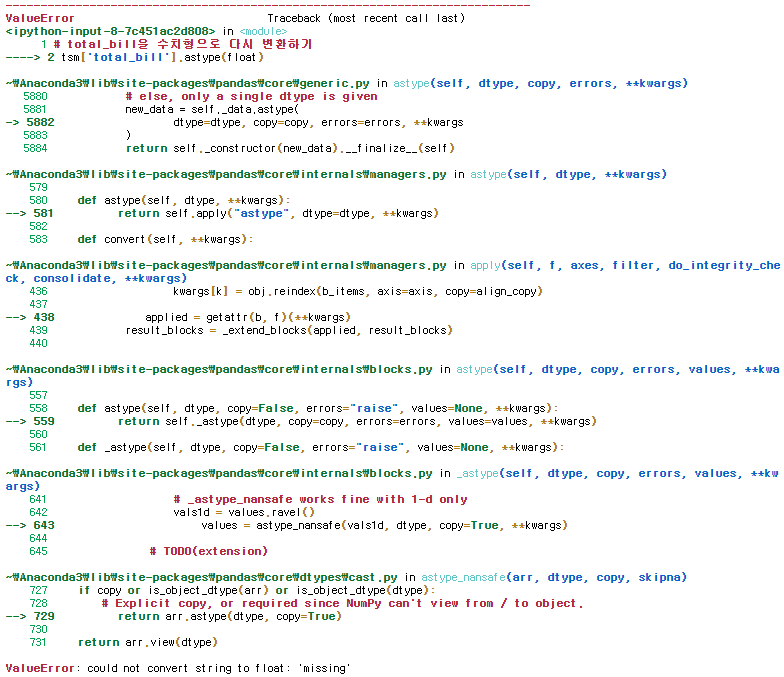 ---------------------------------------------------------------------------
ValueError                                Traceback (most recent call last)
<ipython-input-8-7c451ac2d808> in <module>
      1 # total_bill을 수치형으로 다시 변환하기
----> 2 tsm['total_bill'].astype(float)

~₩Anaconda3₩lib₩site-packages₩pandas₩core₩generic.py in astype(self, dtype, copy, errors, **kwargs)
   5880             # else, only a single dtype is given
   5881             new_data = self._data.astype(
-> 5882                 dtype=dtype, copy=copy, errors=errors, **kwargs
   5883             )
   5884             return self._constructor(new_data).__finalize__(self)

~₩Anaconda3₩lib₩site-packages₩pandas₩core₩internals₩managers.py in astype(self, dtype, **kwargs)
    579
    580     def astype(self, dtype, **kwargs):
--> 581         return self.apply("astype", dtype=dtype, **kwargs)
    582
    583     def convert(self, **kwargs):

~₩Anaconda3₩lib₩site-packages₩pandas₩core₩internals₩managers.py in apply(self, f, axes, filter, do_integrity_che
ck, consolidate, **kwargs)
    436                 kwargs[k] = obj.reindex(b_items, axis=axis, copy=align_copy)
    437
--> 438             applied = getattr(b, f)(**kwargs)
    439             result_blocks = _extend_blocks(applied, result_blocks)
    440

~₩Anaconda3₩lib₩site-packages₩pandas₩core₩internals₩blocks.py in astype(self, dtype, copy, errors, values, **kwa
rgs)
    557
    558     def astype(self, dtype, copy=False, errors="raise", values=None, **kwargs):
--> 559         return self._astype(dtype, copy=copy, errors=errors, values=values, **kwargs)
    560
    561     def _astype(self, dtype, copy=False, errors="raise", values=None, **kwargs):

~₩Anaconda3₩lib₩site-packages₩pandas₩core₩internals₩blocks.py in _astype(self, dtype, copy, errors, values, **kw
args)
    641                     # _astype_nansafe works fine with 1-d only
    642                     vals1d = values.ravel()
--> 643                     values = astype_nansafe(vals1d, dtype, copy=True, **kwargs)
    644
    645                 # TODO(extension)

~₩Anaconda3₩lib₩site-packages₩pandas₩core₩dtypes₩cast.py in astype_nansafe(arr, dtype, copy, skipna)
    727     if copy or is_object_dtype(arr) or is_object_dtype(dtype):
    728         # Explicit copy, or required since NumPy can't view from / to object.
--> 729         return arr.astype(dtype, copy=True)
    730
    731     return arr.view(dtype)

ValueError: could not convert string to float: 'missing'